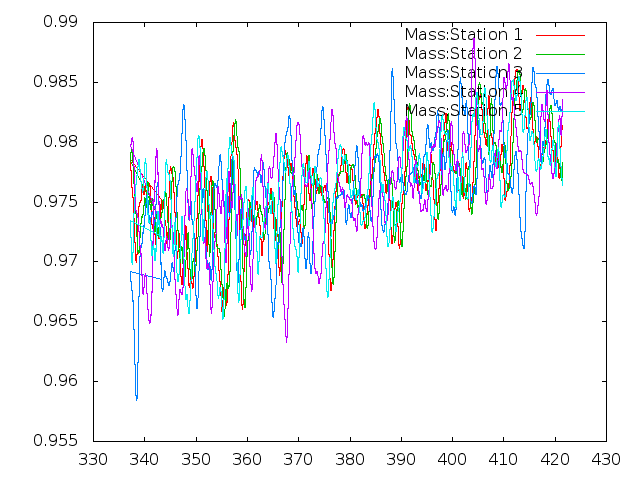 0.99
0.985
0.98
0.975
0.97
0.965
0.96
0.955
330 340 350 360 370 380 390 400 410 420 430
Mass:Station 1
Mass:Station 2
Mass:Station 3
Mass:Station 4
Mass:Station 5